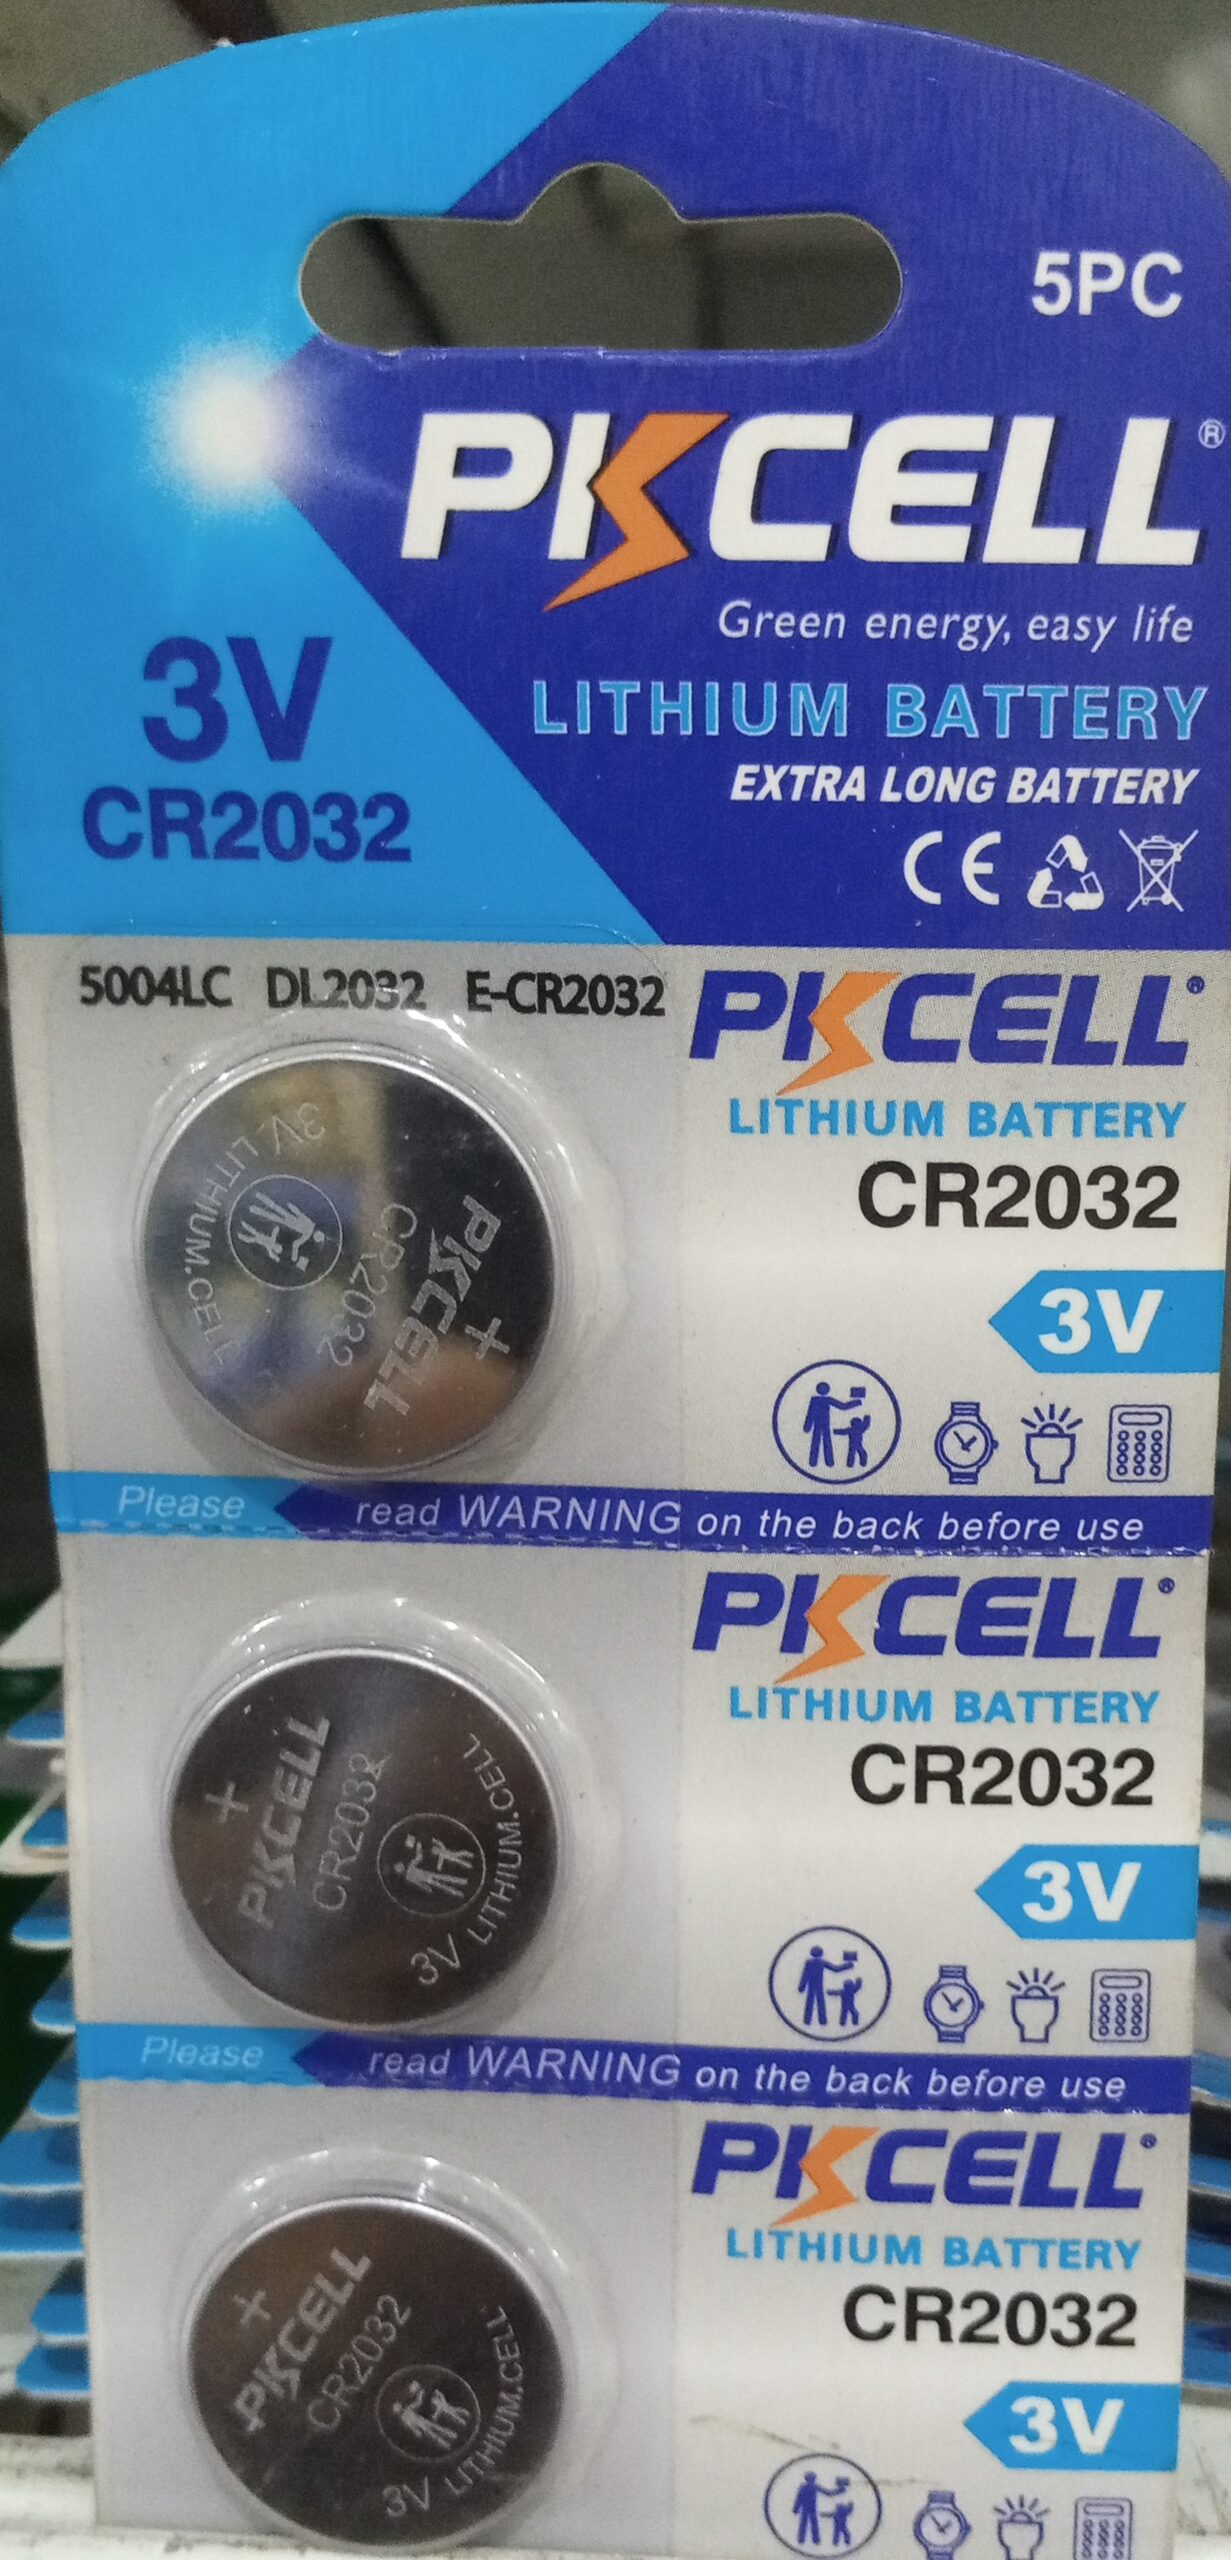 5PC
PKCELL®
Green energy, easy life
LITHIUM BATTERY
EXTRA LONG BATTERY
3V
CR2032
CE
5004LC DL2032 E-CR2032
PKCELL®
LITHIUM BATTERY
CR2032
3V
+
PKCELL
CR2032
3V LITHIUM.CELL
Please read WARNING on the back before use
PKCELL®
LITHIUM BATTERY
CR2032
3V
+
PKCELL
CR2032
3V LITHIUM.CELL
Please read WARNING on the back before use
PKCELL®
LITHIUM BATTERY
CR2032
3V
+
PKCELL
CR2032
3V LITHIUM.CELL